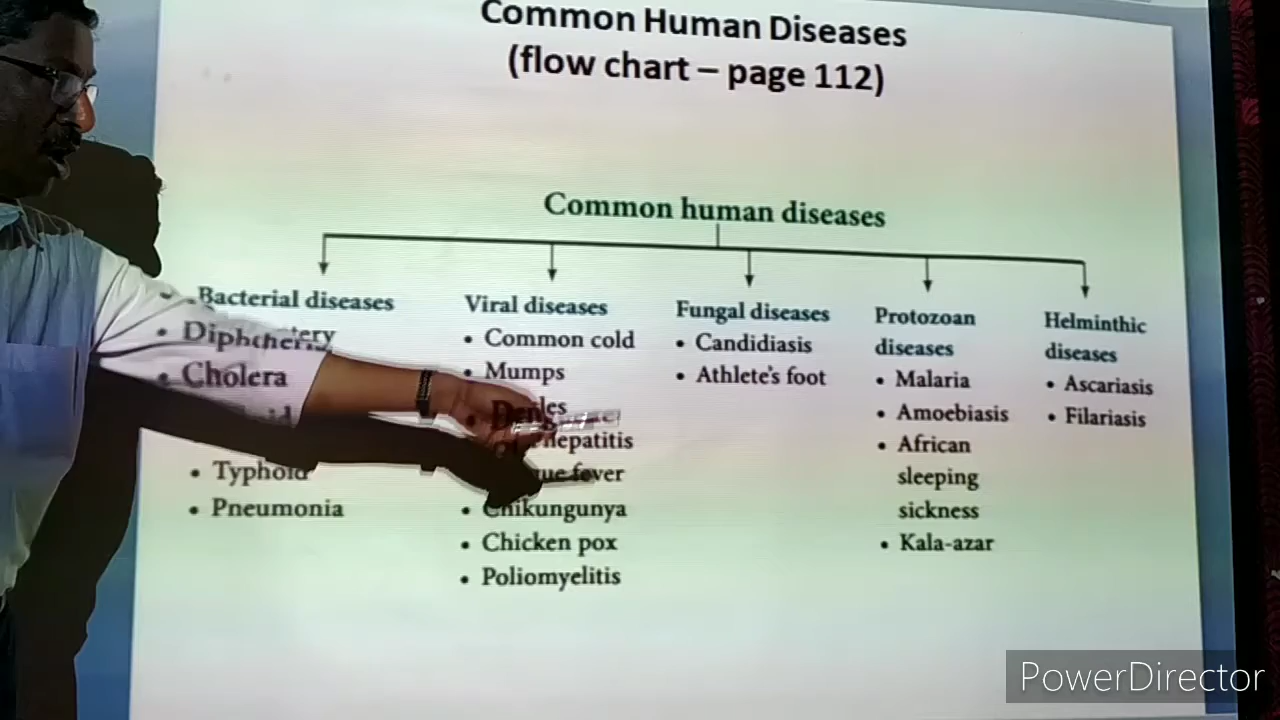 Common Human Diseases
(flow chart – page 112)
Common human diseases
Bacterial diseases
• Cholera
• Typhoid
• Pneumonia
Viral diseases
• Common cold
• Mumps
hepatitis
fever
• Chikungunya
• Chicken pox
• Poliomyelitis
Fungal diseases
• Candidiasis
• Athlete's foot
Protozoan
diseases
• Malaria
• Amoebiasis
• African
sleeping
sickness
• Kala-azar
Helminthic
diseases
• Ascariasis
• Filariasis
PowerDirector